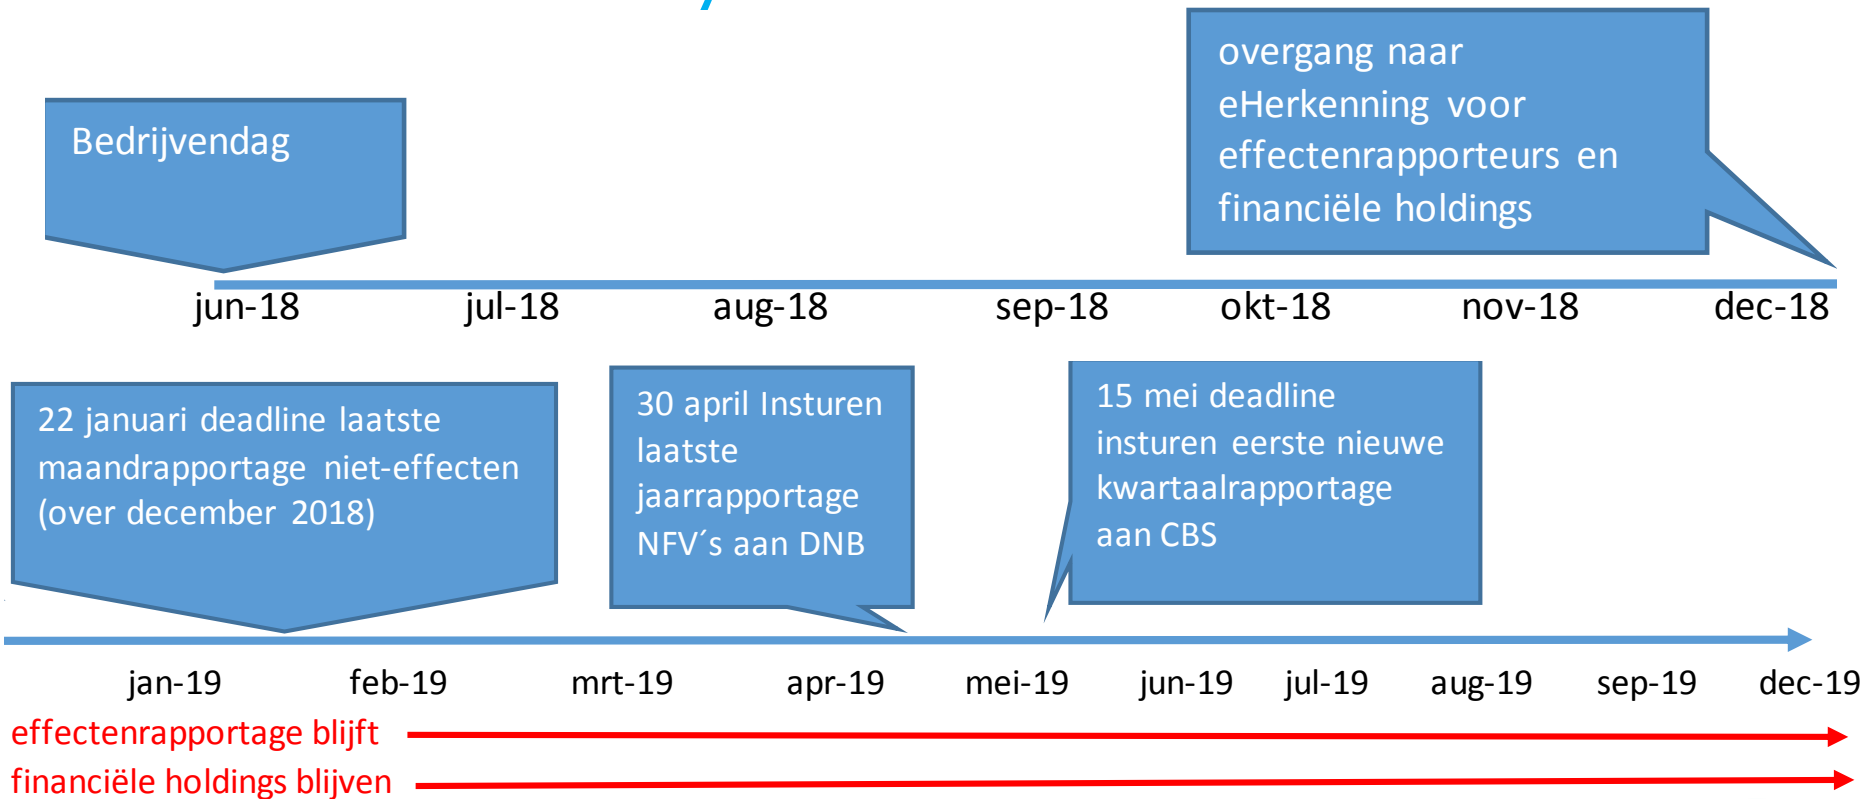 Bedrijvendag
overgang naar
eHerkenning voor
effectenrapporteurs en
financiële holdings
jun-18 jul-18 aug-18 sep-18 okt-18 nov-18 dec-18
22 januari deadline laatste
maandrapportage niet-effecten
(over december 2018)
30 april Insturen
laatste
jaarrapportage
NFV´s aan DNB
15 mei deadline
insturen eerste nieuwe
kwartaalrapportage
aan CBS
jan-19 feb-19 mrt-19 apr-19 mei-19 jun-19 jul-19 aug-19 sep-19 dec-19
effectenrapportage blijft
financiële holdings blijven